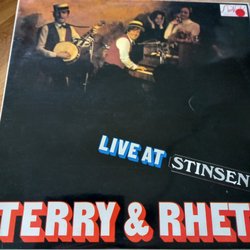 LIVE AT STINSEN
TERRY & RHET